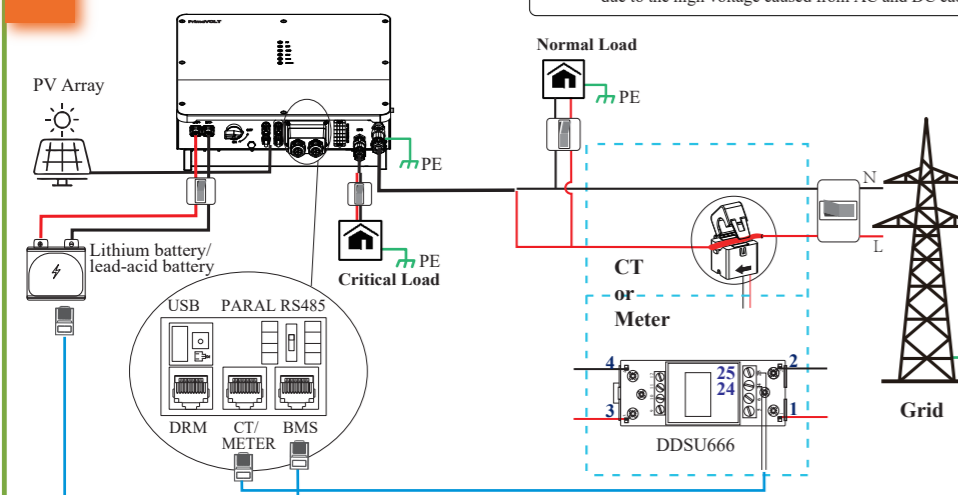 due to the high voltage caused from AC and DC
PrimeVOLT
Normal Load
PE
PV Array
PE
N
L
Lithium battery/
lead-acid battery
PE
Critical Load
CT
or
Meter
USB
PARAL
RS485
4
25
24
2
3
1
DRM
CT/
METER
BMS
DDSU666
Grid